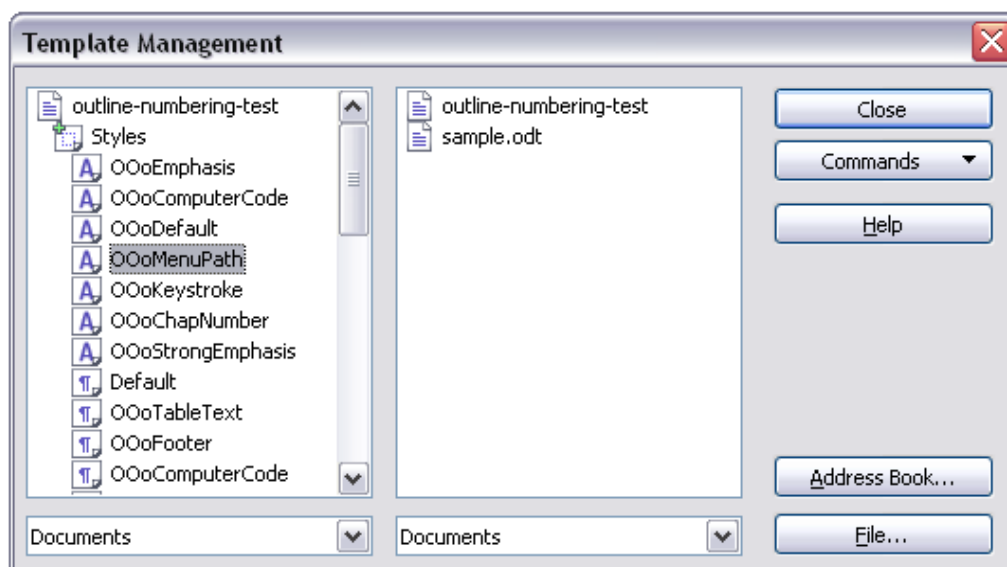 Template Management
outline-numbering-test
Styles
OOoEmphasis
OOoComputerCode
OOoDefault
OOoMenuPath
OOoKeystroke
OOoChapNumber
OOoStrongEmphasis
Default
OOoTableText
OOoFooter
OOoComputerCode
Documents
outline-numbering-test
sample.odt
Documents
Close
Commands
Help
Address Book...
File...